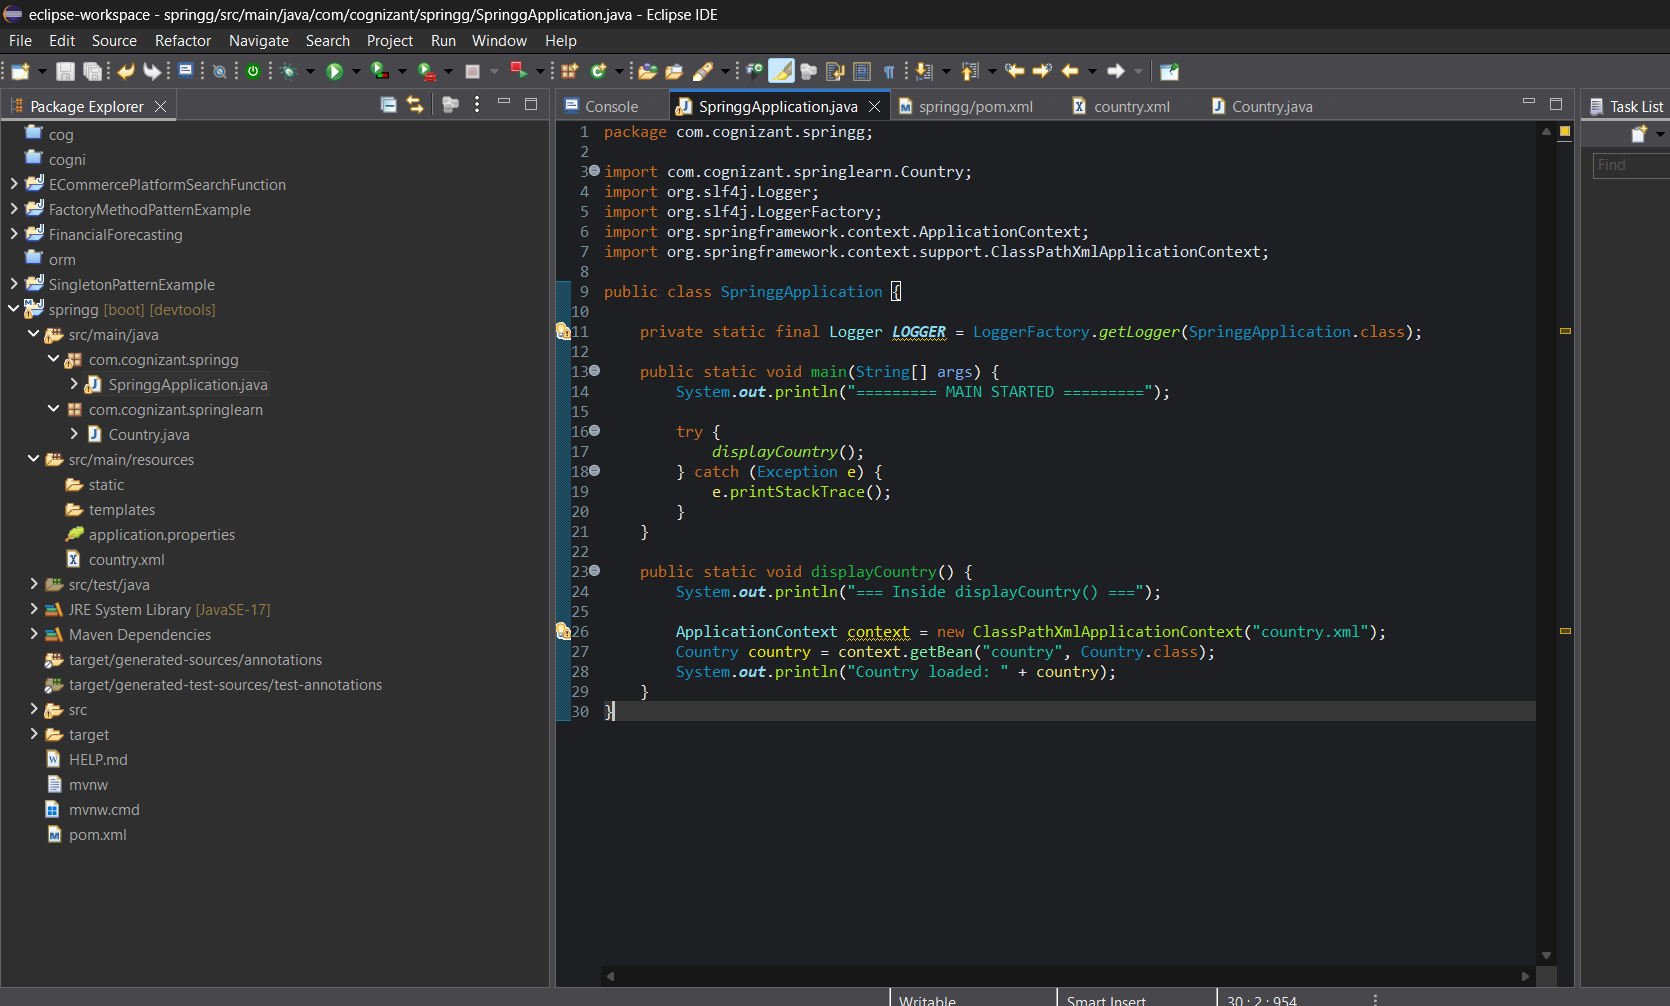 eclipse-workspace - springg/src/main/java/com/cognizant/springg/SpringgApplication.java - Eclipse IDE
File Edit Source Refactor Navigate Search Project Run Window Help
Package Explorer
cog
cogni
ECommercePlatformSearchFunction
FactoryMethodPatternExample
FinancialForecasting
orm
SingletonPatternExample
springg [boot] [devtools]
src/main/java
com.cognizant.springg
SpringgApplication.java
com.cognizant.springlearn
Country.java
src/main/resources
static
templates
application.properties
country.xml
src/test/java
JRE System Library [JavaSE-17]
Maven Dependencies
target/generated-sources/annotations
target/generated-test-sources/test-annotations
src
target
HELP.md
mvnw
mvnw.cmd
pom.xml
Console SpringgApplication.java springg/pom.xml country.xml Country.java
1 package com.cognizant.springg;
2
3 import com.cognizant.springlearn.Country;
4 import org.slf4j.Logger;
5 import org.slf4j.LoggerFactory;
6 import org.springframework.context.ApplicationContext;
7 import org.springframework.context.support.ClassPathXmlApplicationContext;
8
9 public class SpringgApplication {
10
11 private static final Logger LOGGER = LoggerFactory.getLogger(SpringgApplication.class);
12
13 public static void main(String[] args) {
14 System.out.println("========= MAIN STARTED =========");
15
16 try {
17 displayCountry();
18 } catch (Exception e) {
19 e.printStackTrace();
20 }
21 }
22
23 public static void displayCountry() {
24 System.out.println("=== Inside displayCountry() ===");
25
26 ApplicationContext context = new ClassPathXmlApplicationContext("country.xml");
27 Country country = context.getBean("country", Country.class);
28 System.out.println("Country loaded: " + country);
29 }
30 }
Task List
Find
Writable Smart Insert 30 : 2 : 954